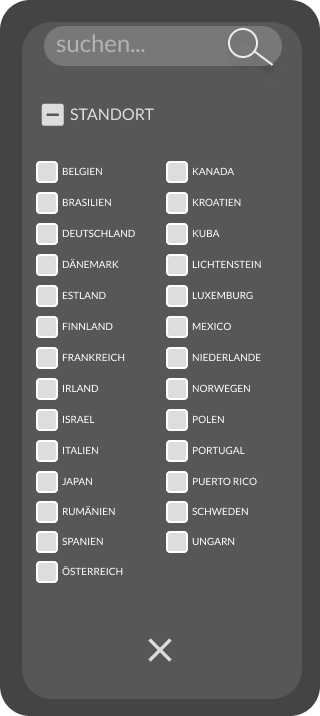 suchen...
STANDORT
BELGIEN
BRASILIEN
DEUTSCHLAND
DÄNEMARK
ESTLAND
FINNLAND
FRANKREICH
IRLAND
ISRAEL
ITALIEN
JAPAN
RUMÄNIEN
SPANIEN
ÖSTERREICH
KANADA
KROATIEN
KUBA
LICHTENSTEIN
LUXEMBURG
MEXICO
NIEDERLANDE
NORWEGEN
POLEN
PORTUGAL
PUERTO RICO
SCHWEDEN
UNGARN